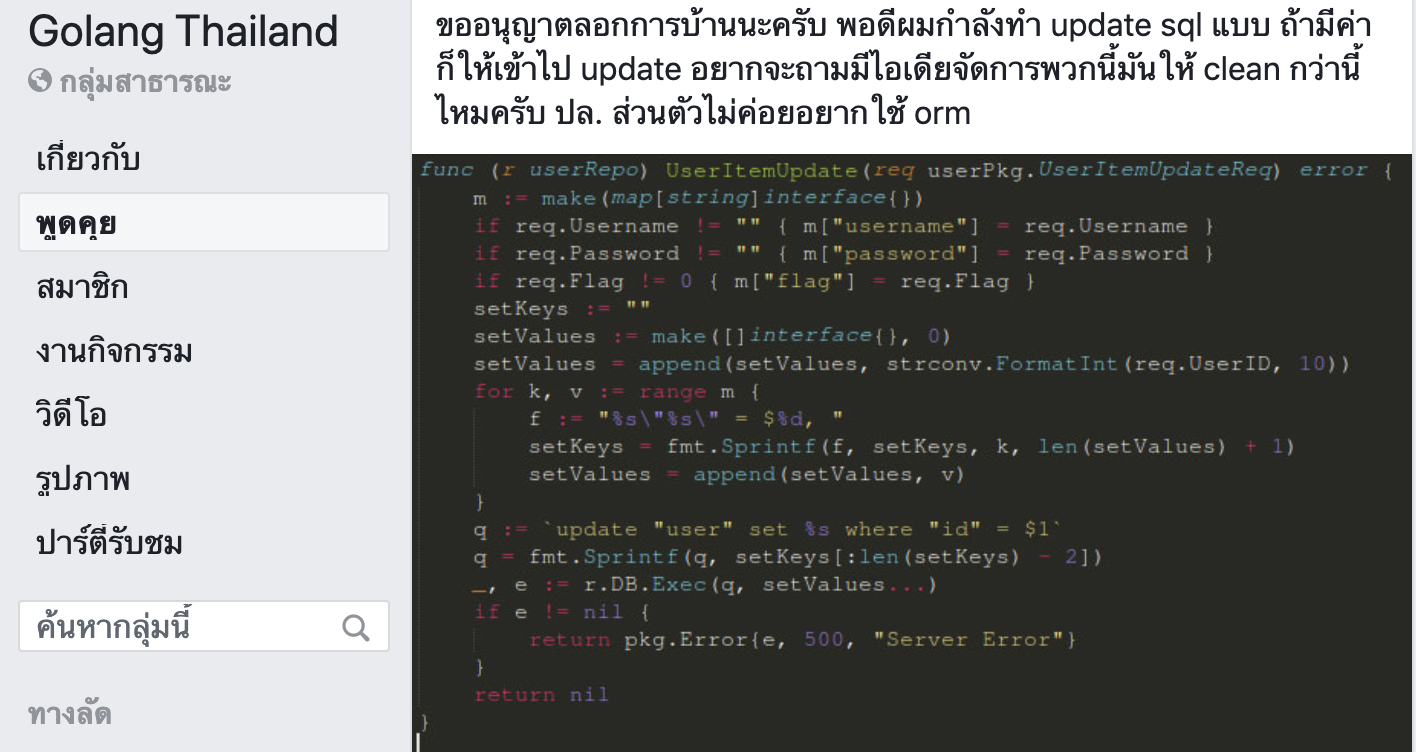 Golang Thailand
กลุ่มสาธารณะ
เกี่ยวกับ
พูดคุย
สมาชิก
งานกิจกรรม
วิดีโอ
รูปภาพ
ปาร์ตี้รับชม
ค้นหากลุ่มนี้
ทางลัด
ขออนุญาตลอกการบ้านนะครับ พอดีผมกำลังทำ update sql แบบ ถ้ามีค่า
ก็ให้เข้าไป update อยากจะถามมีไอเดียจัดการพวกนี้มันให้ clean กว่านี้
ไหมครับ ปล. ส่วนตัวไม่ค่อยอยากใช้ orm
func (r userRepo) UserItemUpdate(req userPkg.UserItemUpdateReq) error {
    m := make(map[string]interface{})
    if req.Username != "" { m["username"] = req.Username }
    if req.Password != "" { m["password"] = req.Password }
    if req.Flag != 0 { m["flag"] = req.Flag }
    setKeys := ""
    setValues := make([]interface{}, 0)
    setValues = append(setValues, strconv.FormatInt(req.UserID, 10))
    for k, v := range m {
        f := "%s\"%s\" = $%d, "
        setKeys = fmt.Sprintf(f, setKeys, k, len(setValues) + 1)
        setValues = append(setValues, v)
    }
    q := `update "user" set %s where "id" = $1`
    q = fmt.Sprintf(q, setKeys[:len(setKeys) - 2])
    _, e := r.DB.Exec(q, setValues...)
    if e != nil {
        return pkg.Error{e, 500, "Server Error"}
    }
    return nil
}